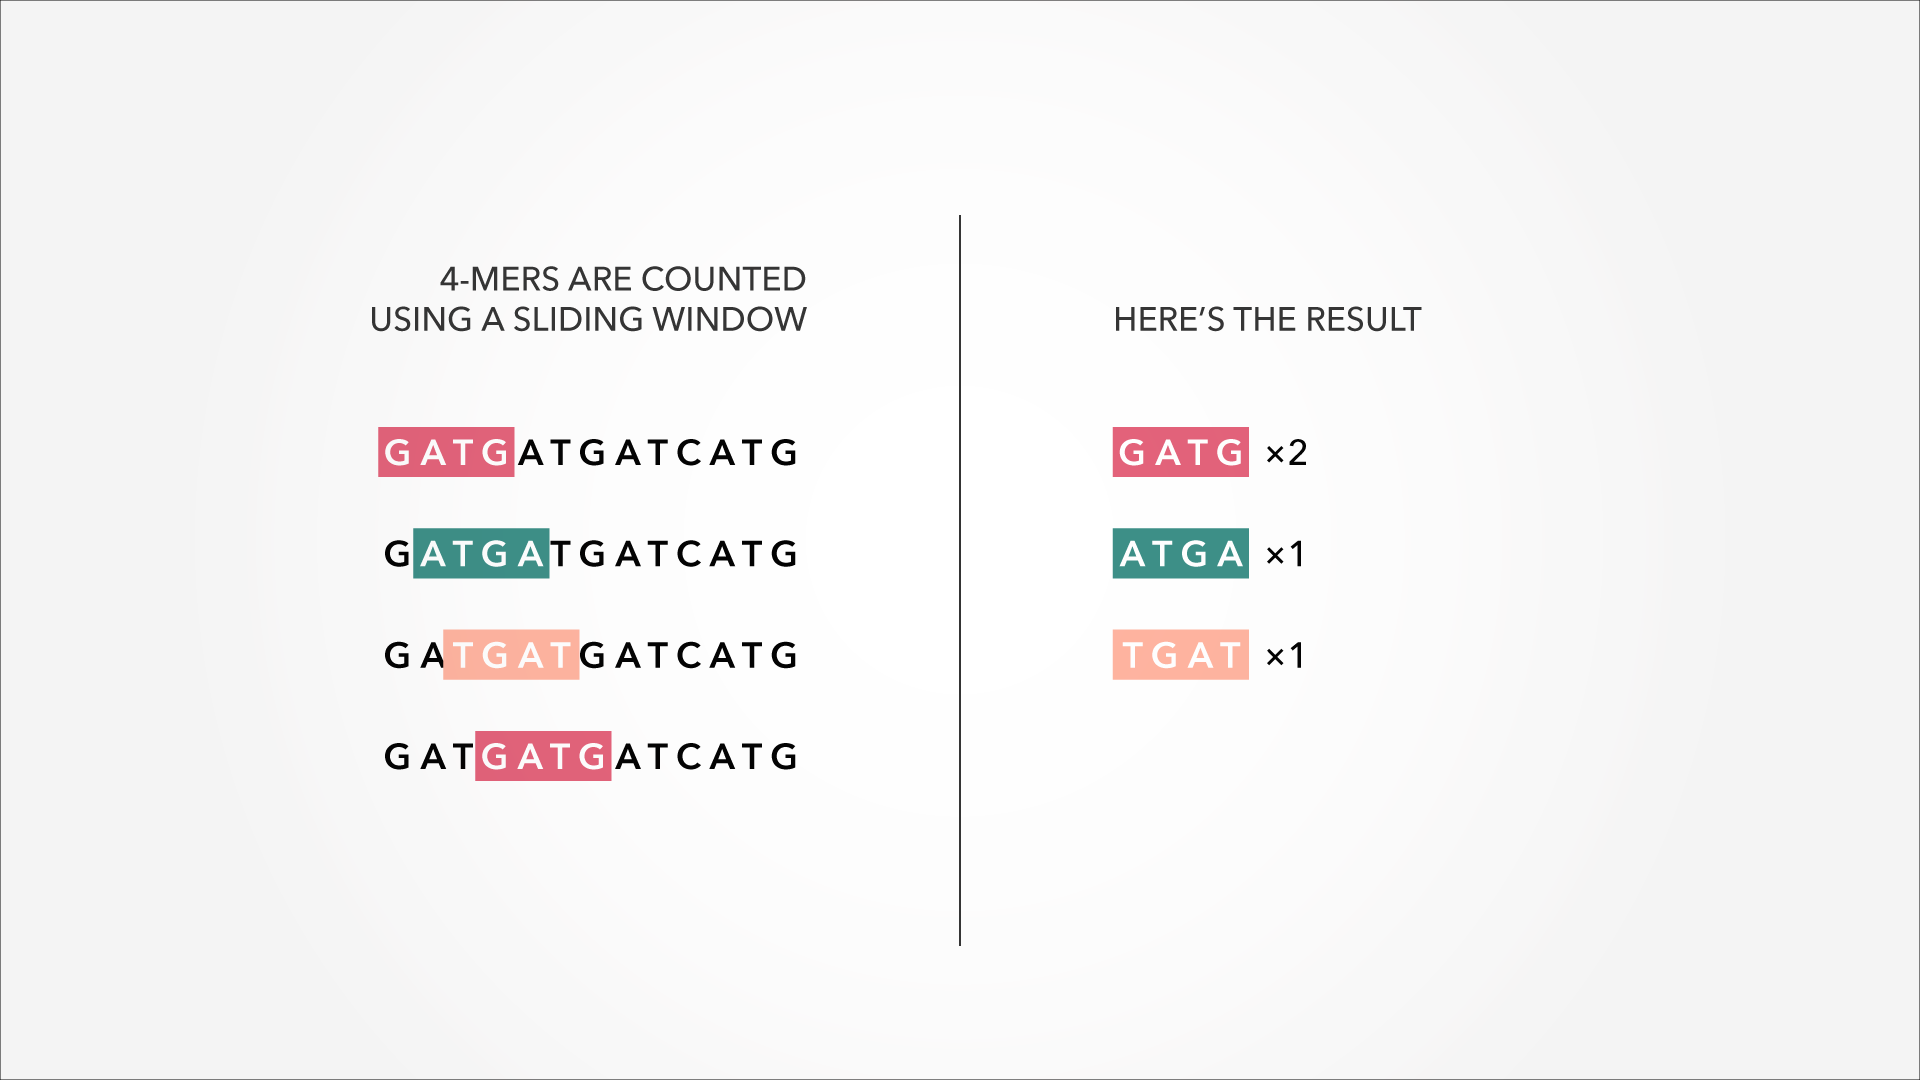 4-MERS ARE COUNTED
USING A SLIDING WINDOW
GATGATGATCATG
GATGATGATCATG
GATGATGATCATG
GATGATGATCATG
HERE’S THE RESULT
GATG ×2
ATGA ×1
TGAT ×1